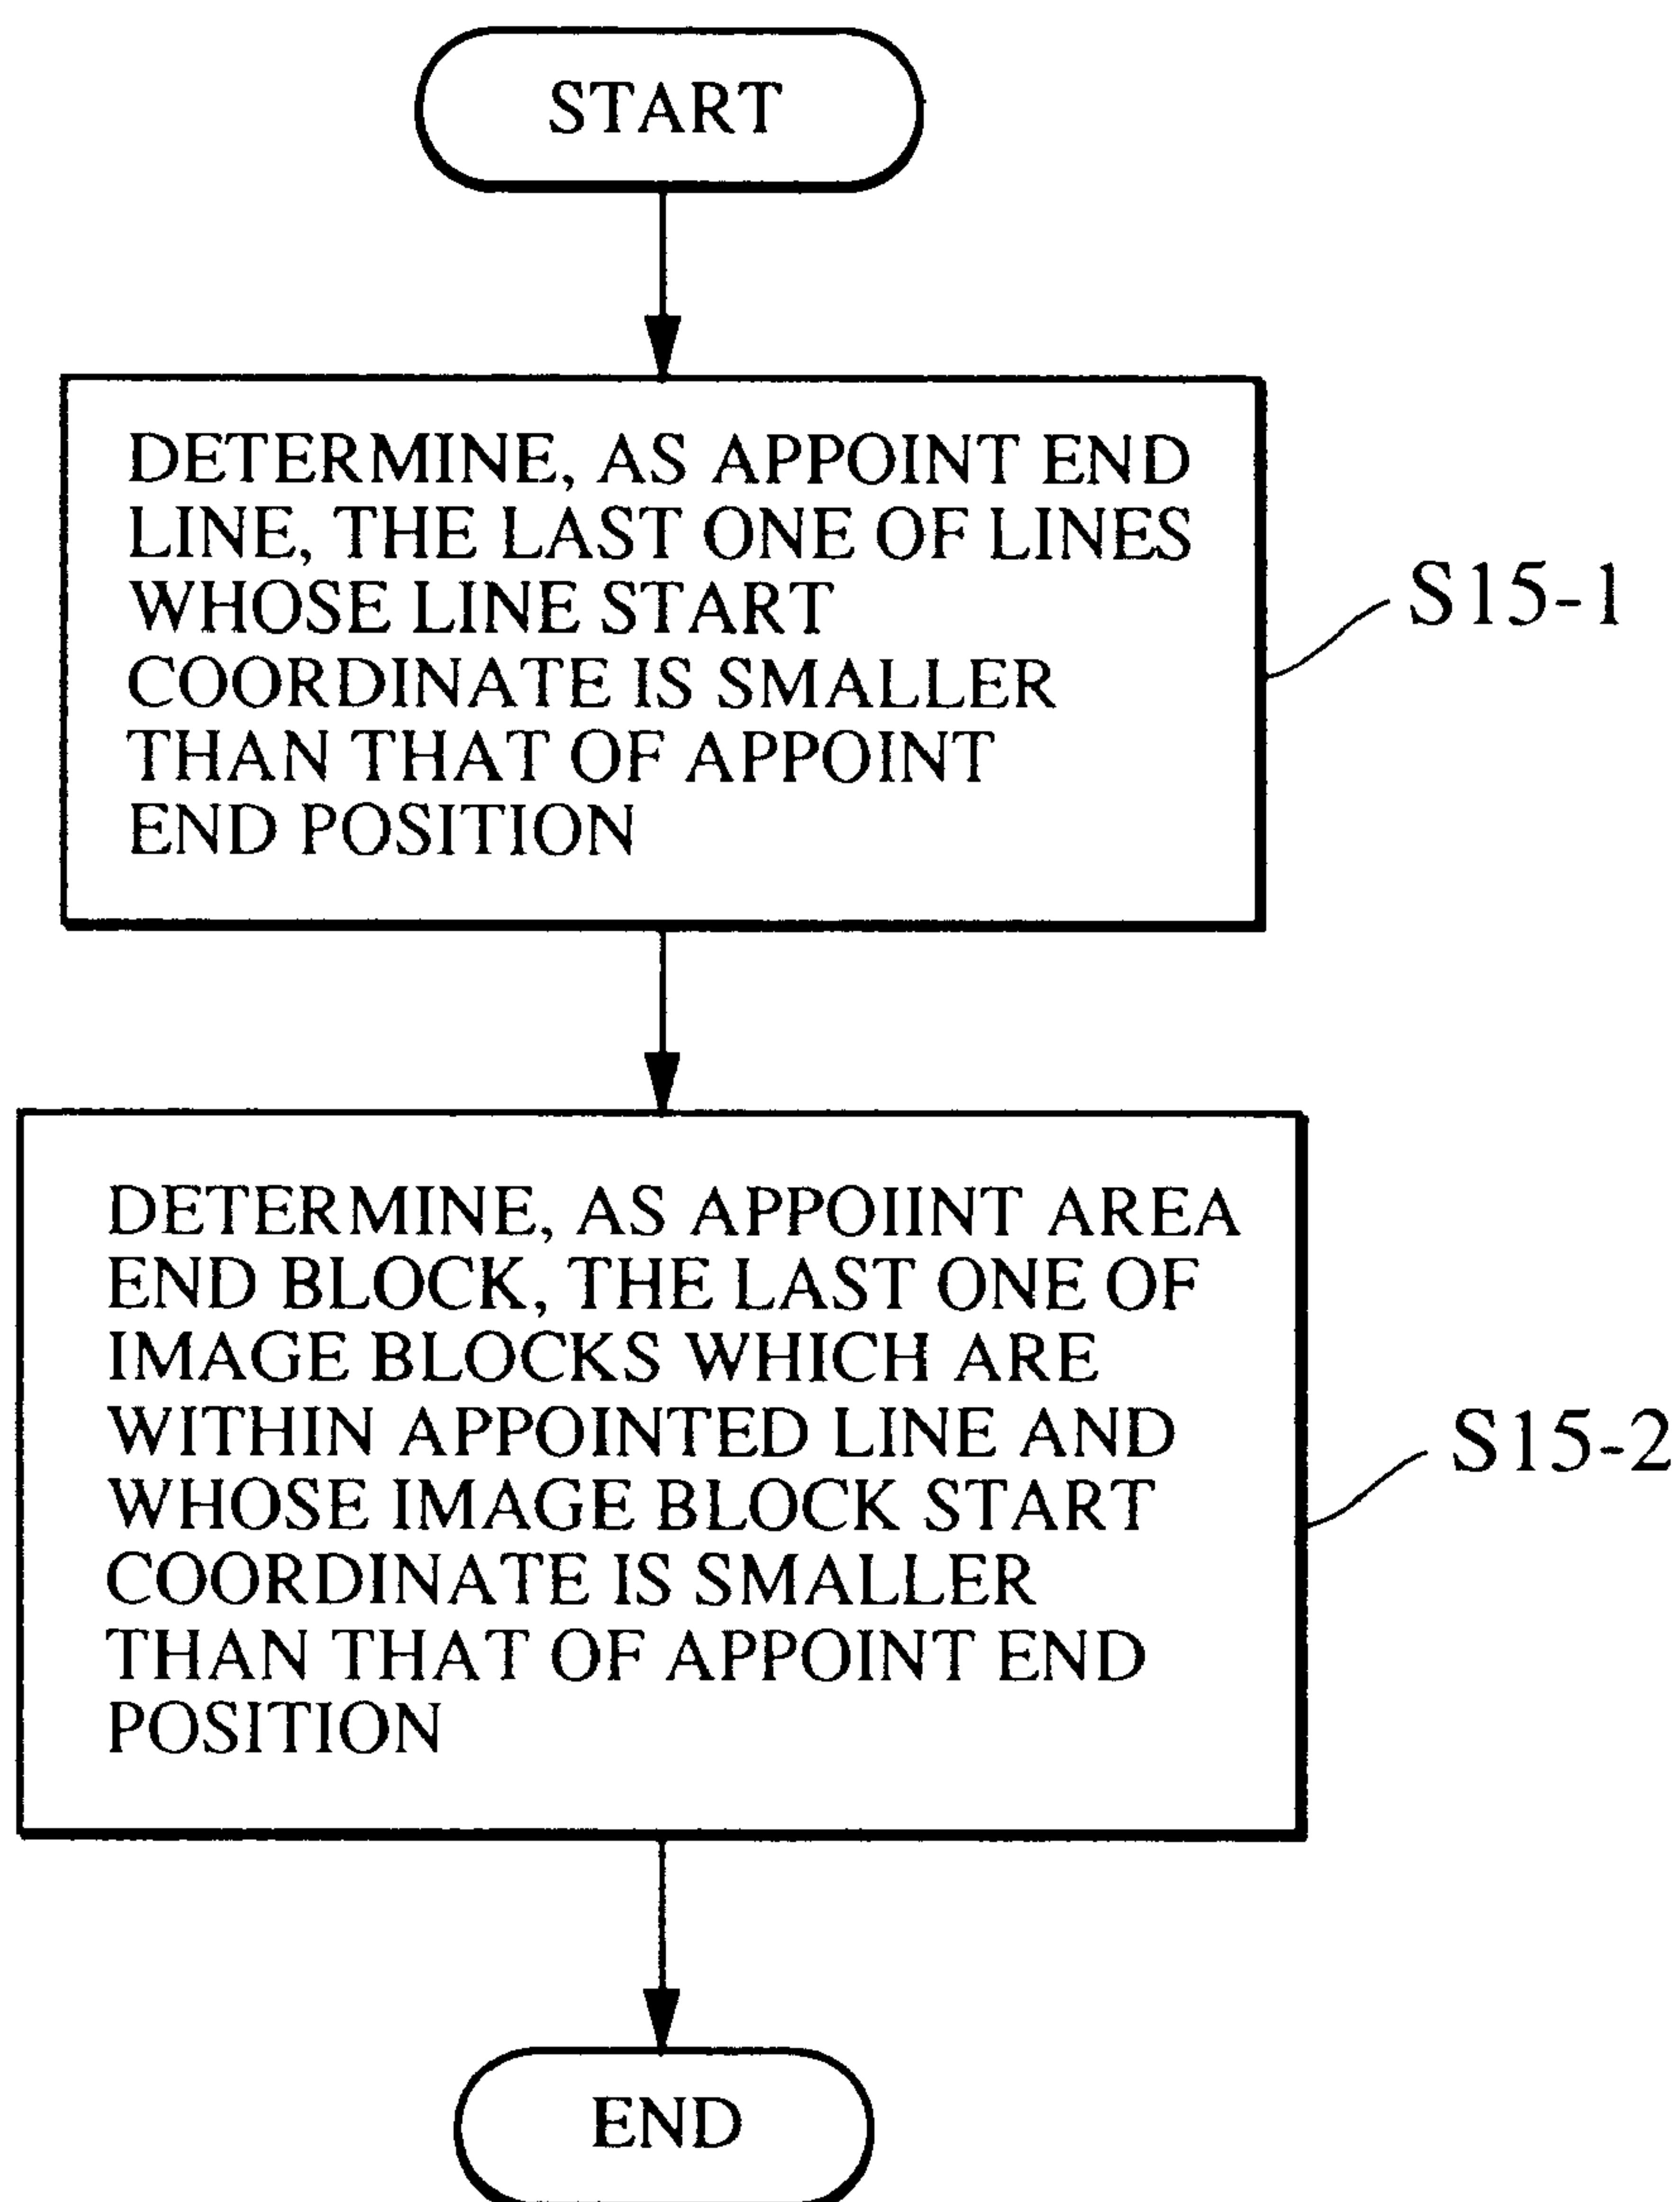 START
DETERMINE, AS APPOINT END
LINE, THE LAST ONE OF LINES
WHOSE LINE START
COORDINATE IS SMALLER
THAN THAT OF APPOINT
END POSITION
S15-1
DETERMINE, AS APPOIINT AREA
END BLOCK, THE LAST ONE OF
IMAGE BLOCKS WHICH ARE
WITHIN APPOINTED LINE AND
WHOSE IMAGE BLOCK START
COORDINATE IS SMALLER
THAN THAT OF APPOINT END
POSITION
S15-2
END